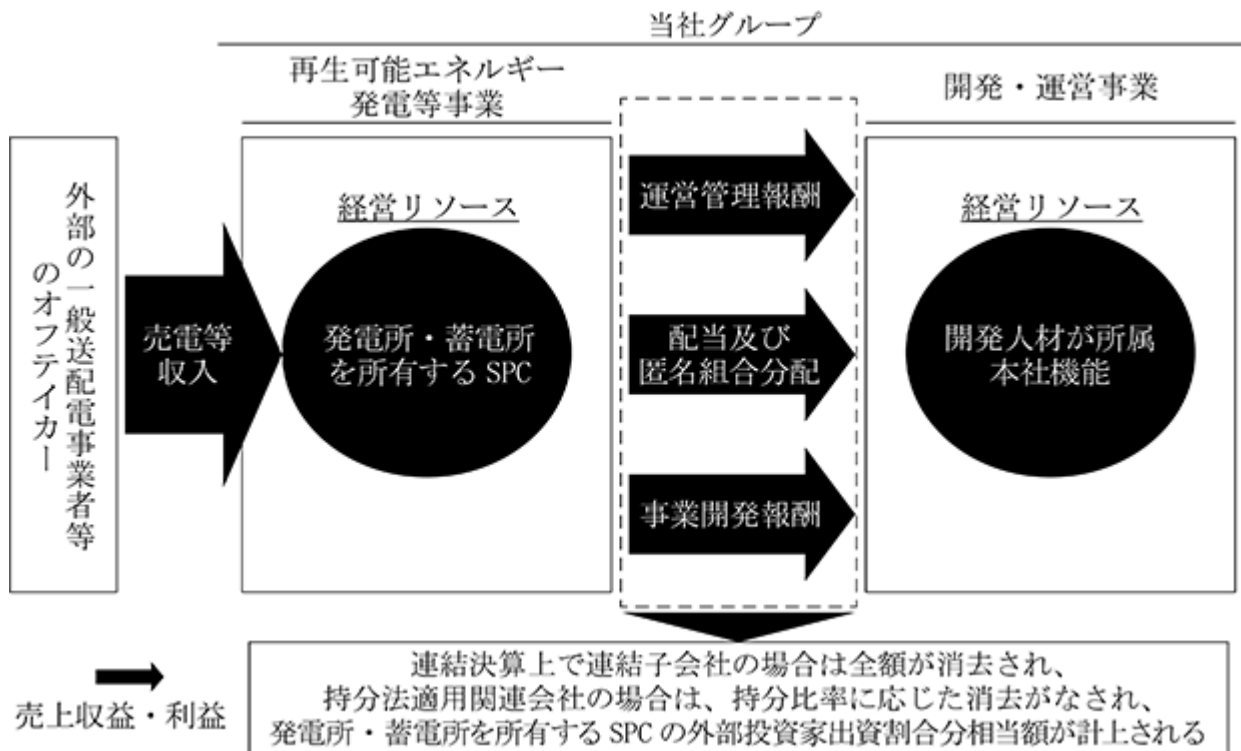 当社グループ
再生可能エネルギー
発電等事業
開発・運営事業
外部の一般送配電事業者等
のオフテイカー
売電等
収入
経営リソース
発電所・蓄電所
を所有する SPC
運営管理報酬
配当及び
匿名組合分配
事業開発報酬
経営リソース
開発人材が所属
本社機能
売上収益・利益
連結決算上で連結子会社の場合は全額が消去され、
持分法適用関連会社の場合は、持分比率に応じた消去がなされ、
発電所・蓄電所を所有する SPC の外部投資家出資割合分相当額が計上される